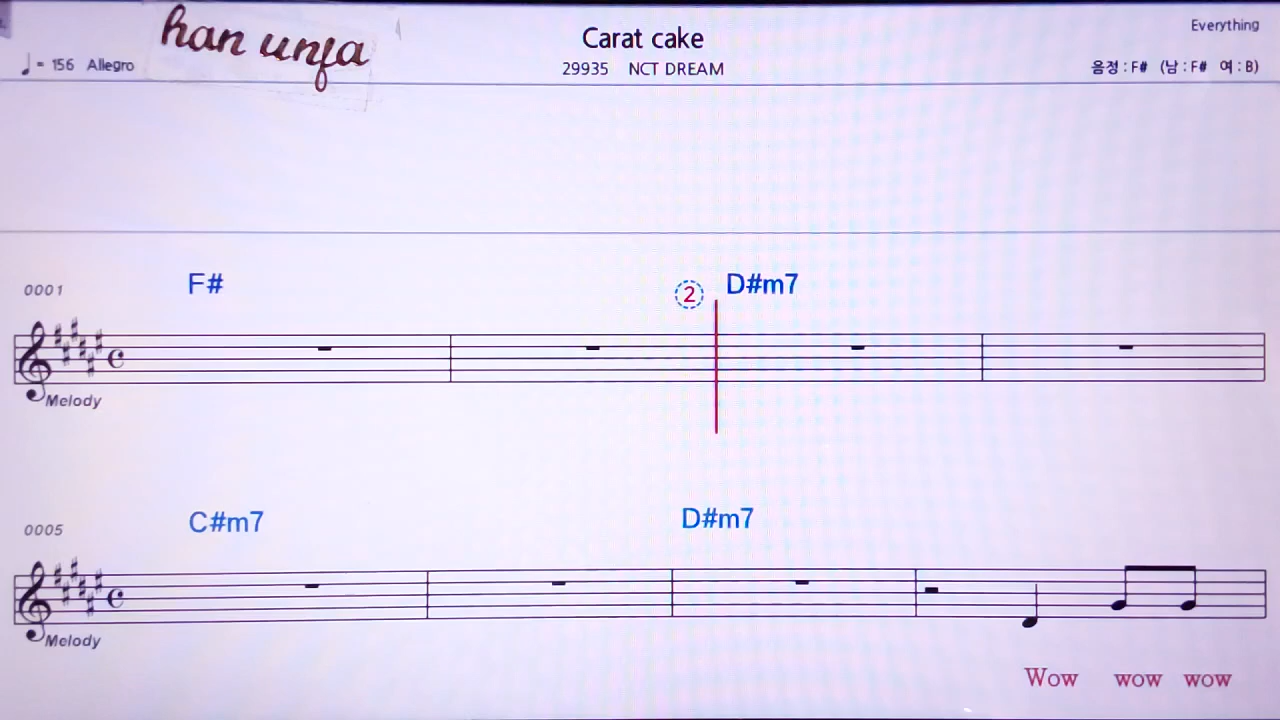 han unfa
Carat cake
Everything
♩ = 156 Allegro
29935 NCT DREAM
음정 : F# (남 : F# 여 : B)
0001
F#
2
D#m7
Melody
0005
C#m7
D#m7
Melody
Wow wow wow